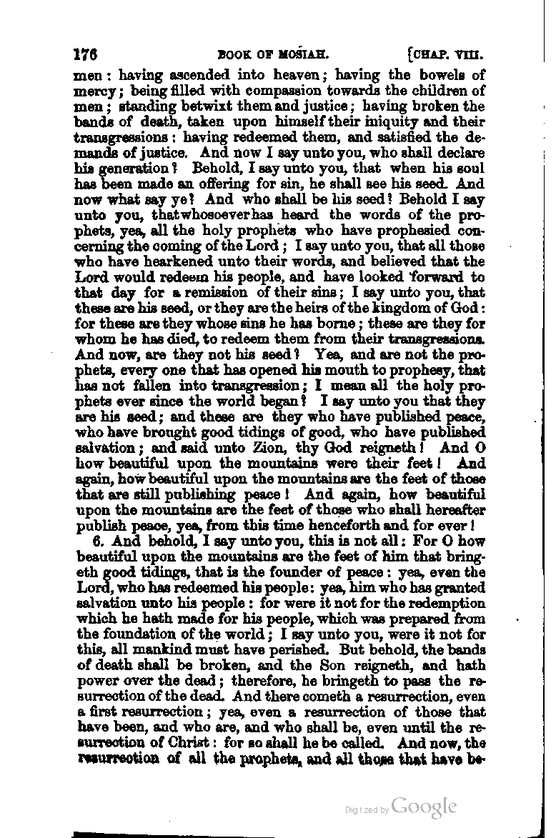 176 BOOK OF MOSIAH. [CHAP. VIII.
men : having ascended into heaven; having the bowels of
mercy; being filled with compassion towards the children of
men; standing betwixt them and justice; having broken the
bands of death, taken upon himself their iniquity and their
transgressions : having redeemed them, and satisfied the de-
mands of justice. And now I say unto you, who shall declare
his generation? Behold, I say unto you, that when his soul
has been made an offering for sin, he shall see his seed. And
now what say ye? And who shall be his seed? Behold I say
unto you, that whosoever has heard the words of the pro-
phets, yea, all the holy prophets who have prophesied con-
cerning the coming of the Lord; I say unto you, that all those
who have hearkened unto their words, and believed that the
Lord would redeem his people, and have looked forward to
that day for a remission of their sins; I say unto you, that
these are his seed, or they are the heirs of the kingdom of God :
for these are they whose sins he has borne; these are they for
whom he has died, to redeem them from their transgressions.
And now, are they not his seed? Yea, and are not the pro-
phets, every one that has opened his mouth to prophesy, that
has not fallen into transgression; I mean all the holy pro-
phets ever since the world began? I say unto you that they
are his seed; and these are they who have published peace,
who have brought good tidings of good, who have published
salvation; and said unto Zion, thy God reigneth! And O
how beautiful upon the mountains were their feet! And
again, how beautiful upon the mountains are the feet of those
that are still publishing peace! And again, how beautiful
upon the mountains are the feet of those who shall hereafter
publish peace, yea, from this time henceforth and for ever!
6. And behold, I say unto you, this is not all : For O how
beautiful upon the mountains are the feet of him that bring-
eth good tidings, that is the founder of peace : yea, even the
Lord, who has redeemed his people : yea, him who has granted
salvation unto his people : for were it not for the redemption
which he hath made for his people, which was prepared from
the foundation of the world; I say unto you, were it not for
this, all mankind must have perished. But behold, the bands
of death shall be broken, and the Son reigneth, and hath
power over the dead; therefore, he bringeth to pass the re-
surrection of the dead. And there cometh a resurrection, even
a first resurrection; yea, even a resurrection of those that
have been, and who are, and who shall be, even until the re-
surrection of Christ : for so shall he be called. And now, the
resurrection of all the prophets, and all those that have be-
Digitized by Google